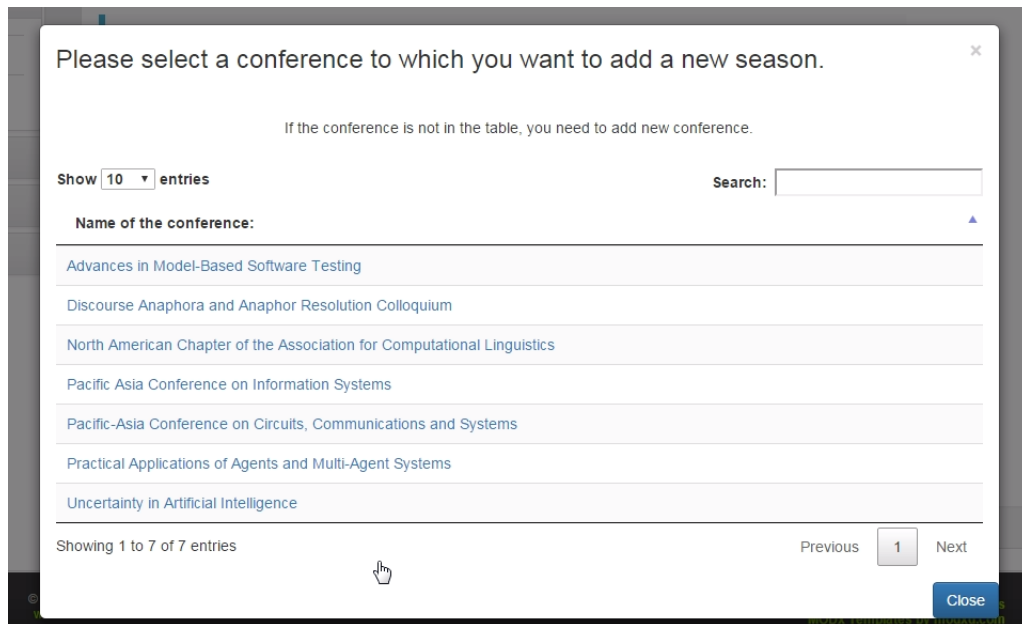 Please select a conference to which you want to add a new season.
×
If the conference is not in the table, you need to add new conference.
Show 10 entries
Search:
Name of the conference:
Advances in Model-Based Software Testing
Discourse Anaphora and Anaphor Resolution Colloquium
North American Chapter of the Association for Computational Linguistics
Pacific Asia Conference on Information Systems
Pacific-Asia Conference on Circuits, Communications and Systems
Practical Applications of Agents and Multi-Agent Systems
Uncertainty in Artificial Intelligence
Showing 1 to 7 of 7 entries
Previous 1 Next
Close
©